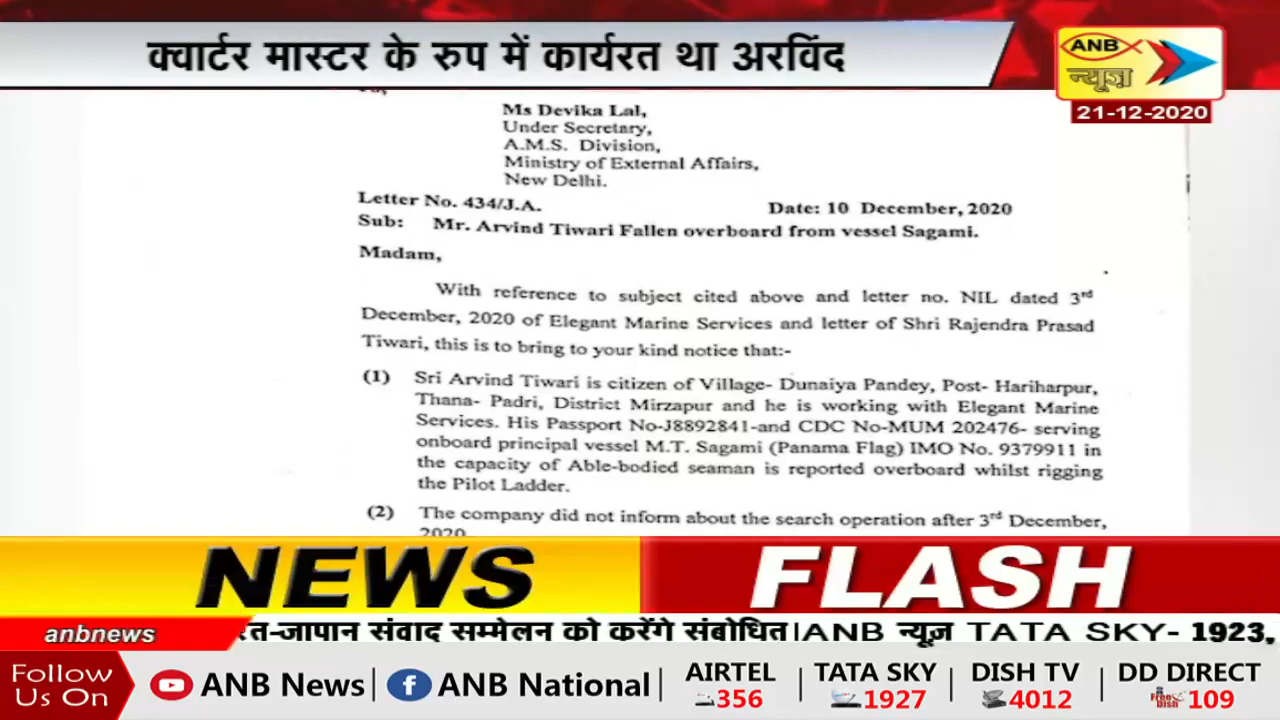 क्वार्टर मास्टर के रुप में कार्यरत था अरविंद
ANB
न्यूज़
21-12-2020
Ms Devika Lal,
Under Secretary,
A.M.S. Division,
Ministry of External Affairs,
New Delhi.
Letter No. 434/J.A.
Date: 10 December, 2020
Sub: Mr. Arvind Tiwari Fallen overboard from vessel Sagami.
Madam,
With reference to subject cited above and letter no. NIL dated 3rd
December, 2020 of Elegant Marine Services and letter of Shri Rajendra Prasad
Tiwari, this is to bring to your kind notice that:-
(1) Sri Arvind Tiwari is citizen of Village- Dunaiya Pandey, Post- Hariharpur,
Thana- Padri, District Mirzapur and he is working with Elegant Marine
Services. His Passport No-J8892841-and CDC No-MUM 202476- serving
onboard principal vessel M.T. Sagami (Panama Flag) IMO No. 9379911 in
the capacity of Able-bodied seaman is reported overboard whilst rigging
the Pilot Ladder.
(2) The company did not inform about the search operation after 3rd December,
2020
NEWS FLASH
anbnews
-जापान संवाद सम्मेलन को करेंगे संबोधित|ANB न्यूज़ TATA SKY- 1923,
Follow
Us On
ANB News
ANB National
AIRTEL
356
TATA SKY
1927
DISH TV
4012
DD DIRECT
Free Dish
109